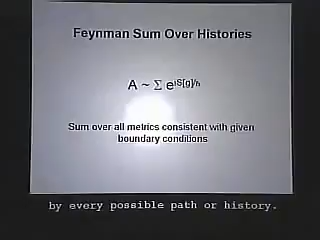 Feynman Sum Over Histories
A ~ ∑ e^iS[g]/ħ
Sum over all metrics consistent with given
boundary conditions
by every possible path or history.